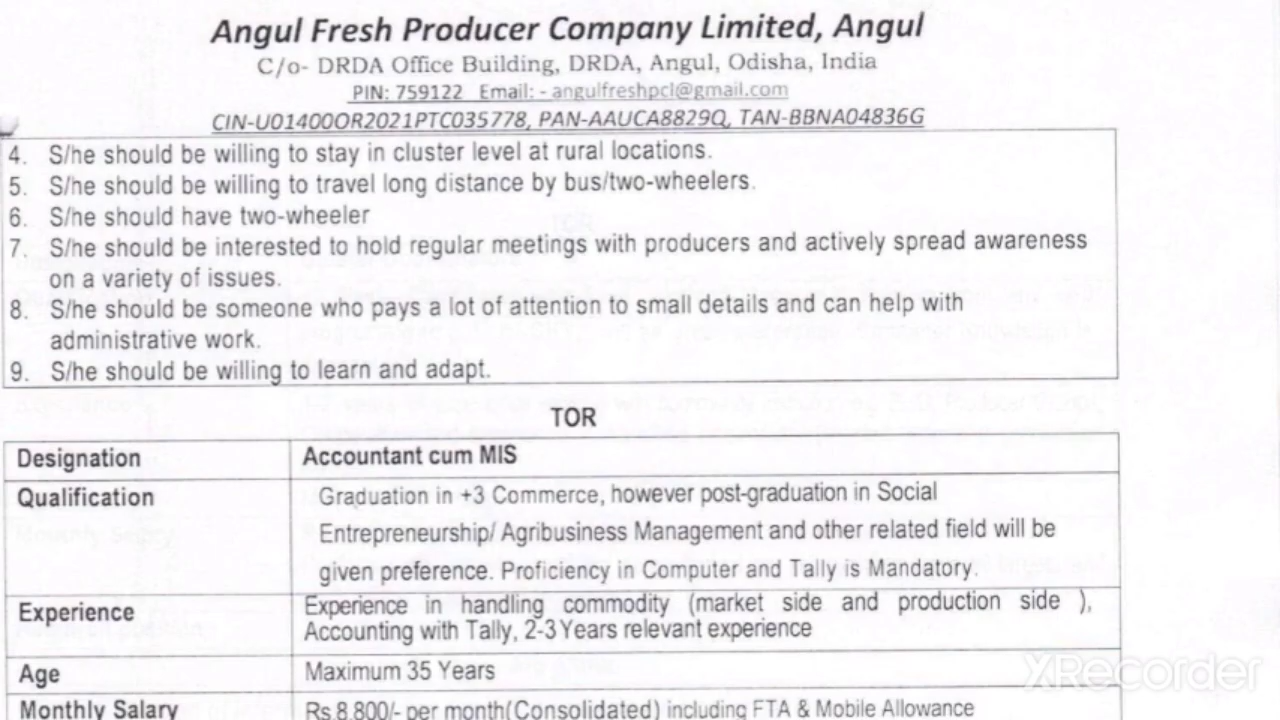 Angul Fresh Producer Company Limited, Angul
C/o- DRDA Office Building, DRDA, Angul, Odisha, India
PIN: 759122 Email: - angulfreshpcl@gmail.com
CIN-U01400OR2021PTC035778, PAN-AAUCA8829Q, TAN-BBNA04836G
4. S/he should be willing to stay in cluster level at rural locations.
5. S/he should be willing to travel long distance by bus/two-wheelers.
6. S/he should have two-wheeler
7. S/he should be interested to hold regular meetings with producers and actively spread awareness
on a variety of issues.
8. S/he should be someone who pays a lot of attention to small details and can help with
administrative work.
9. S/he should be willing to learn and adapt.
TOR
Designation Accountant cum MIS
Qualification Graduation in +3 Commerce, however post-graduation in Social
Entrepreneurship/ Agribusiness Management and other related field will be
given preference. Proficiency in Computer and Tally is Mandatory.
Experience Experience in handling commodity (market side and production side ),
Accounting with Tally, 2-3 Years relevant experience
Age Maximum 35 Years
Monthly Salary Rs.8,800/- per month(Consolidated) including FTA & Mobile Allowance
XRecorder